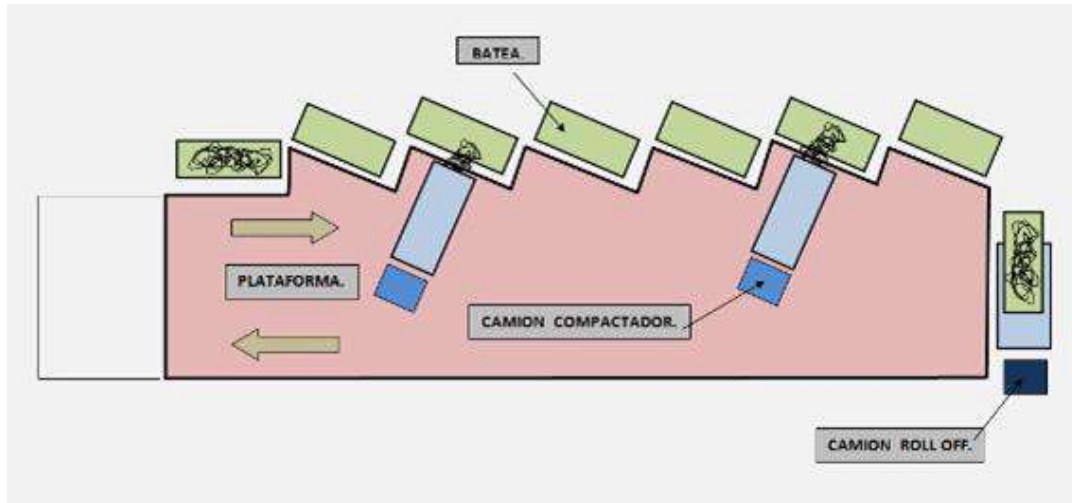 BATEA.
PLATAFORMA.
CAMION COMPACTADOR.
CAMION ROLL OFF.